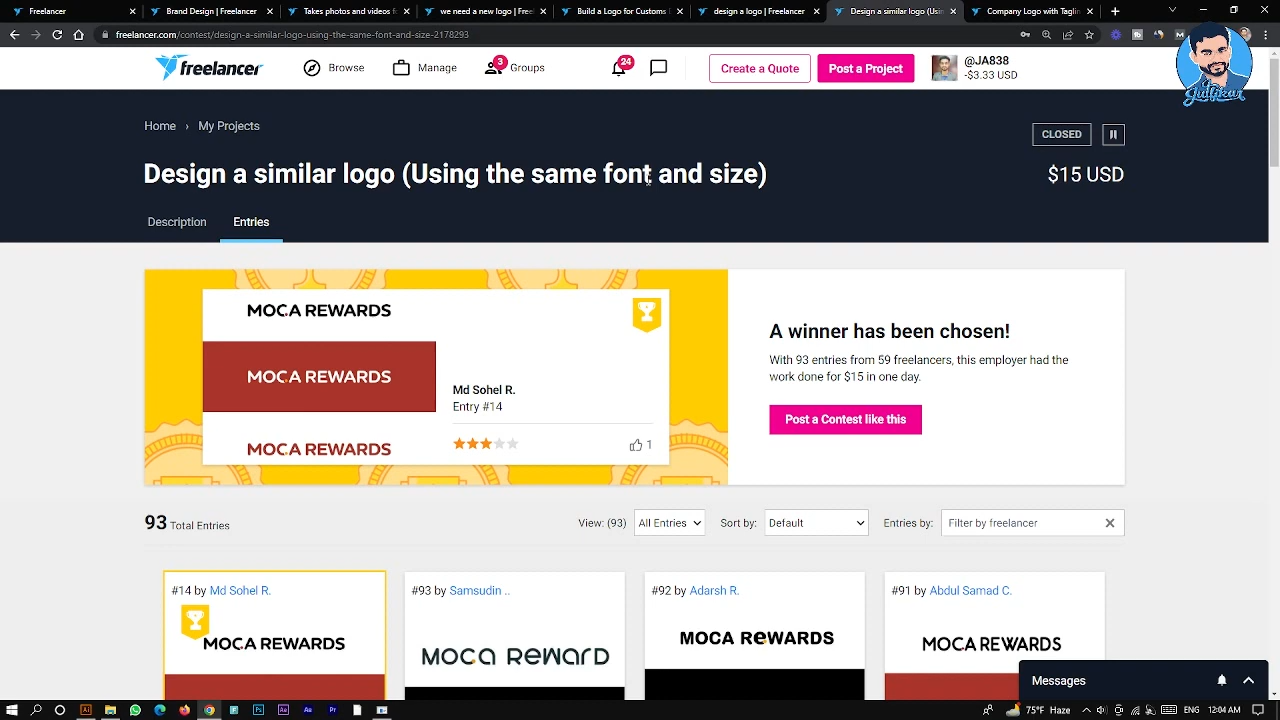 Freelancer
Brand Design | Freelancer
Takes photos and videos f
we need a new logo | Free
Build a Logo for Customs
design a logo | Freelancer
Design a similar logo (Usin
Company Logo with Taglin
freelancer.com/contest/design-a-similar-logo-using-the-same-font-and-size-2178293
freelancer
Browse
Manage
3
Groups
24
Create a Quote
Post a Project
@JA838
-$3.33 USD
Julfikar
Home › My Projects
CLOSED
Design a similar logo (Using the same font and size)
$15 USD
Description
Entries
MOCA REWARDS
MOCA REWARDS
MOCA REWARDS
Md Sohel R.
Entry #14
1
A winner has been chosen!
With 93 entries from 59 freelancers, this employer had the
work done for $15 in one day.
Post a Contest like this
93 Total Entries
View: (93)
All Entries
Sort by:
Default
Entries by:
Filter by freelancer
#14 by Md Sohel R.
MOCA REWARDS
#93 by Samsudin ..
MOCA REWARD
#92 by Adarsh R.
MOCA REWARDS
#91 by Abdul Samad C.
MOCA REWARDS
Messages
Ai
Ps
Ae
Ae
Pr
75°F Haze
ENG
12:04 AM